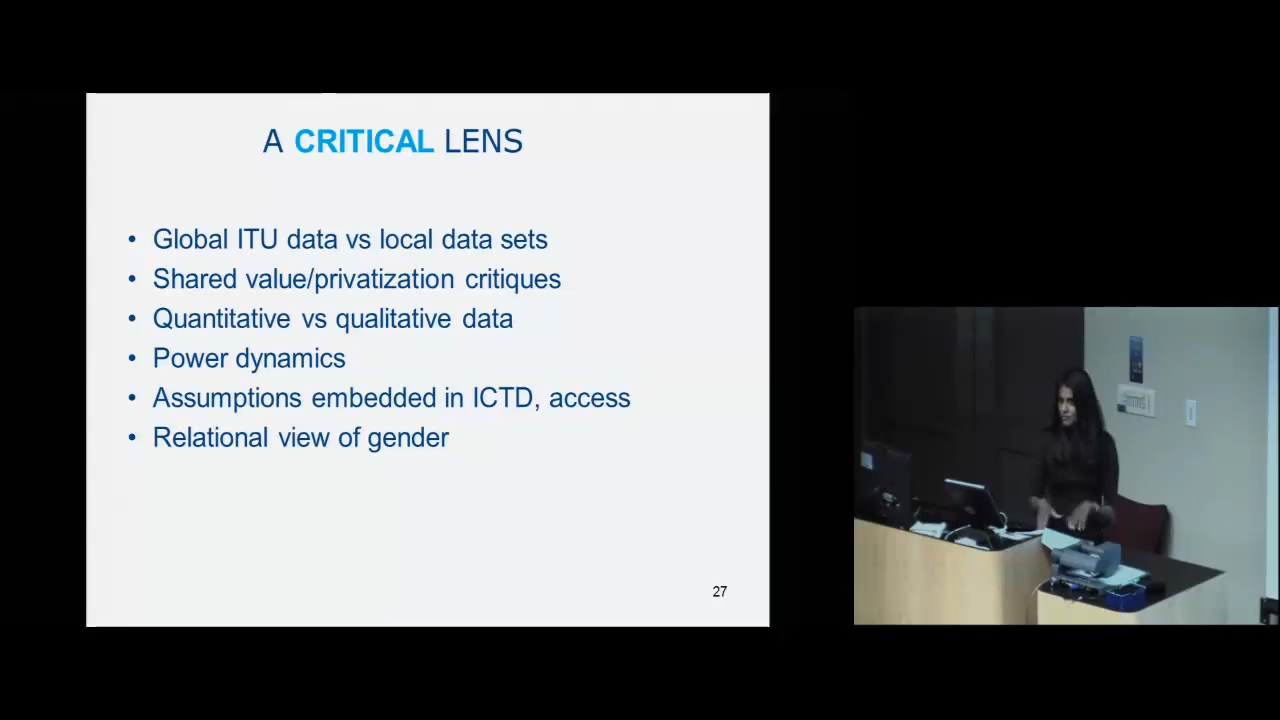 A CRITICAL LENS
• Global ITU data vs local data sets
• Shared value/privatization critiques
• Quantitative vs qualitative data
• Power dynamics
• Assumptions embedded in ICTD, access
• Relational view of gender
27